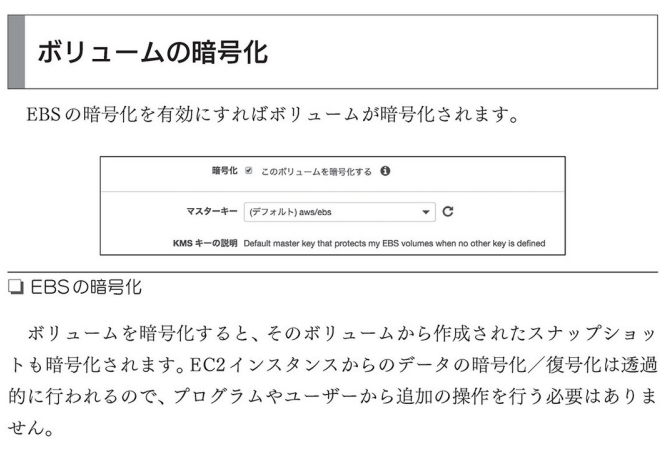 ボリュームの暗号化
EBSの暗号化を有効にすればボリュームが暗号化されます。
暗号化 このボリュームを暗号化する
マスターキー (デフォルト) aws/ebs
KMS キーの説明 Default master key that protects my EBS volumes when no other key is defined
EBSの暗号化
ボリュームを暗号化すると、そのボリュームから作成されたスナップショッ
トも暗号化されます。EC2インスタンスからのデータの暗号化／復号化は透過
的に行われるので、プログラムやユーザーから追加の操作を行う必要はありま
せん。